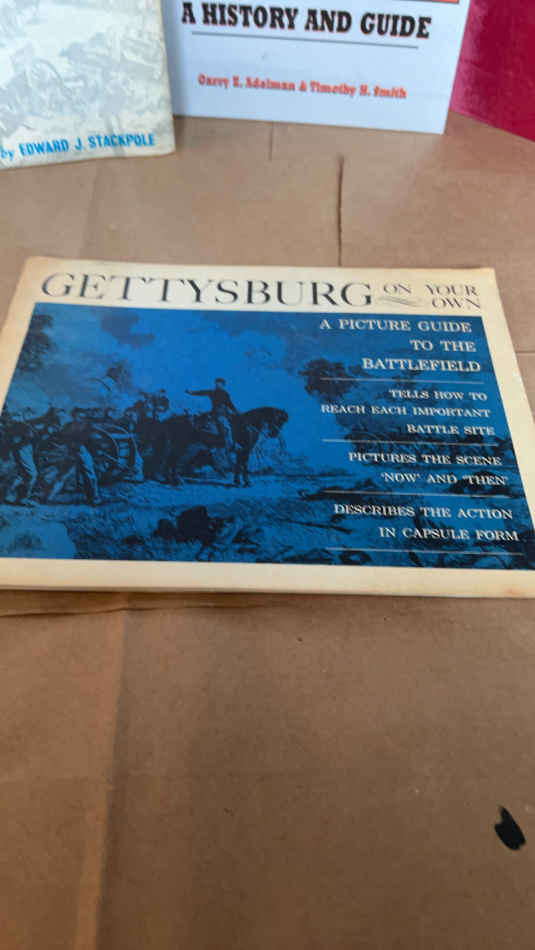 A HISTORY AND GUIDE
Garry E. Adelman & Timothy H. Smith
by EDWARD J. STACKPOLE
GETTYSBURG ON YOUR OWN
A PICTURE GUIDE
TO THE
BATTLEFIELD
TELLS HOW TO
REACH EACH IMPORTANT
BATTLE SITE
PICTURES THE SCENE
'NOW' AND 'THEN'
DESCRIBES THE ACTION
IN CAPSULE FORM